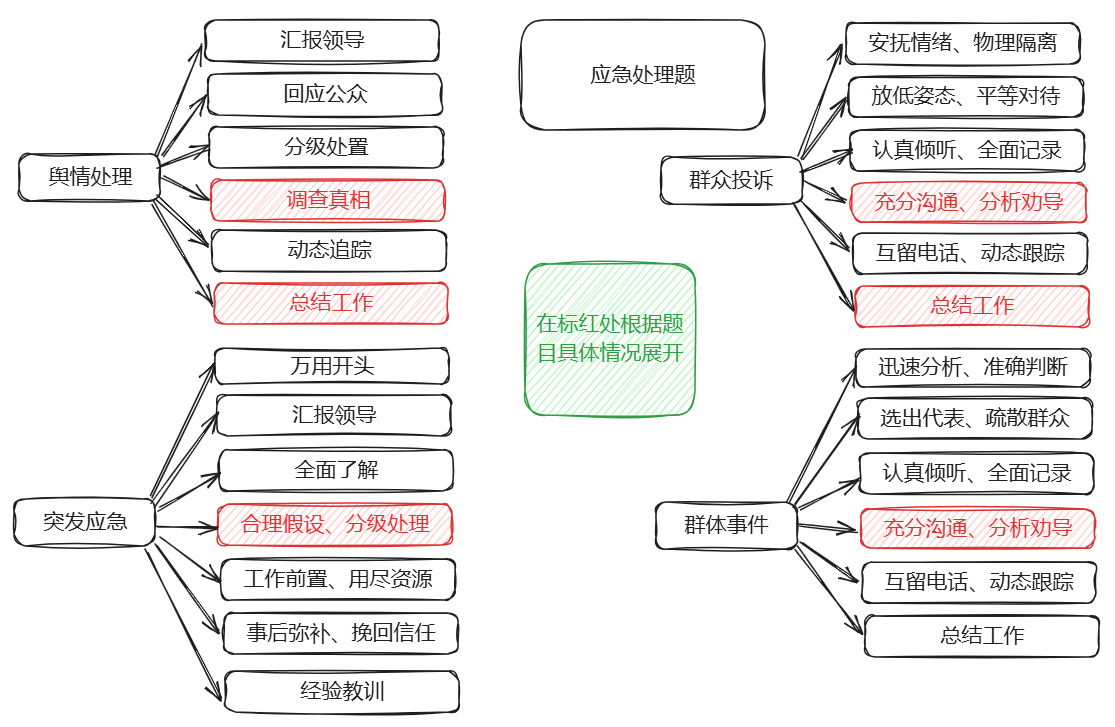 应急处理题
舆情处理
汇报领导
回应公众
分级处置
调查真相
动态追踪
总结工作
群众投诉
安抚情绪、物理隔离
放低姿态、平等对待
认真倾听、全面记录
充分沟通、分析劝导
互留电话、动态跟踪
总结工作
在标红处根据题
目具体情况展开
突发应急
万用开头
汇报领导
全面了解
合理假设、分级处理
工作前置、用尽资源
事后弥补、挽回信任
经验教训
群体事件
迅速分析、准确判断
选出代表、疏散群众
认真倾听、全面记录
充分沟通、分析劝导
互留电话、动态跟踪
总结工作